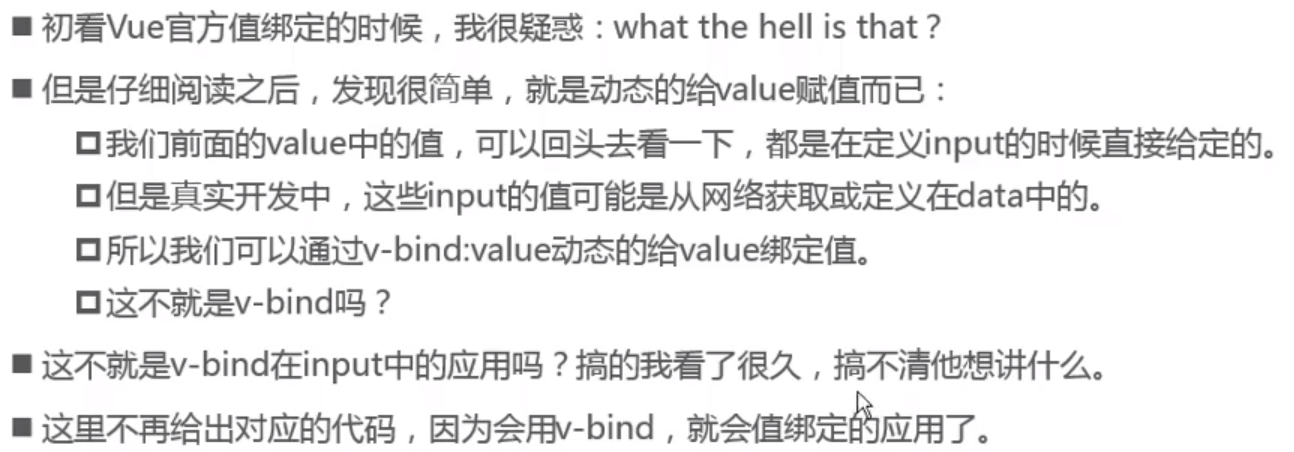 初看Vue官方值绑定的时候，我很疑惑：what the hell is that？
但是仔细阅读之后，发现很简单，就是动态的给value赋值而已：
我们前面的value中的值，可以回头去看一下，都是在定义input的时候直接给定的。
但是真实开发中，这些input的值可能是从网络获取或定义在data中的。
所以我们可以通过v-bind:value动态的给value绑定值。
这不就是v-bind吗？
这不就是v-bind在input中的应用吗？搞的我看了很久，搞不清他想讲什么。
这里不再给出对应的代码，因为会用v-bind，就会值绑定的应用了。